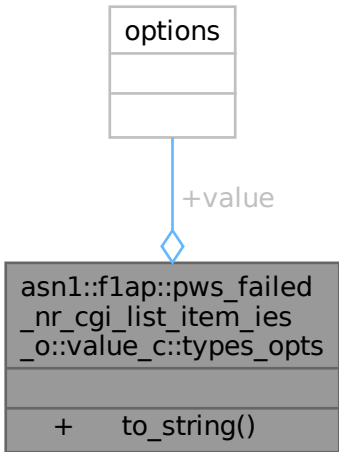 options
+value
asn1::f1ap::pws_failed
_nr_cgi_list_item_ies
_o::value_c::types_opts
+ to_string()